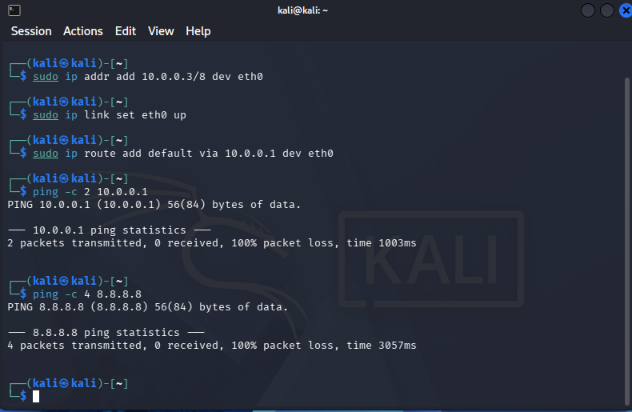 kali@kali: ~
Session Actions Edit View Help
┌──(kali㉿kali)-[~]
└─$ sudo ip addr add 10.0.0.3/8 dev eth0
┌──(kali㉿kali)-[~]
└─$ sudo ip link set eth0 up
┌──(kali㉿kali)-[~]
└─$ sudo ip route add default via 10.0.0.1 dev eth0
┌──(kali㉿kali)-[~]
└─$ ping -c 2 10.0.0.1
PING 10.0.0.1 (10.0.0.1) 56(84) bytes of data.
--- 10.0.0.1 ping statistics ---
2 packets transmitted, 0 received, 100% packet loss, time 1003ms
┌──(kali㉿kali)-[~]
└─$ ping -c 4 8.8.8.8
PING 8.8.8.8 (8.8.8.8) 56(84) bytes of data.
--- 8.8.8.8 ping statistics ---
4 packets transmitted, 0 received, 100% packet loss, time 3057ms
┌──(kali㉿kali)-[~]
└─$
KALI